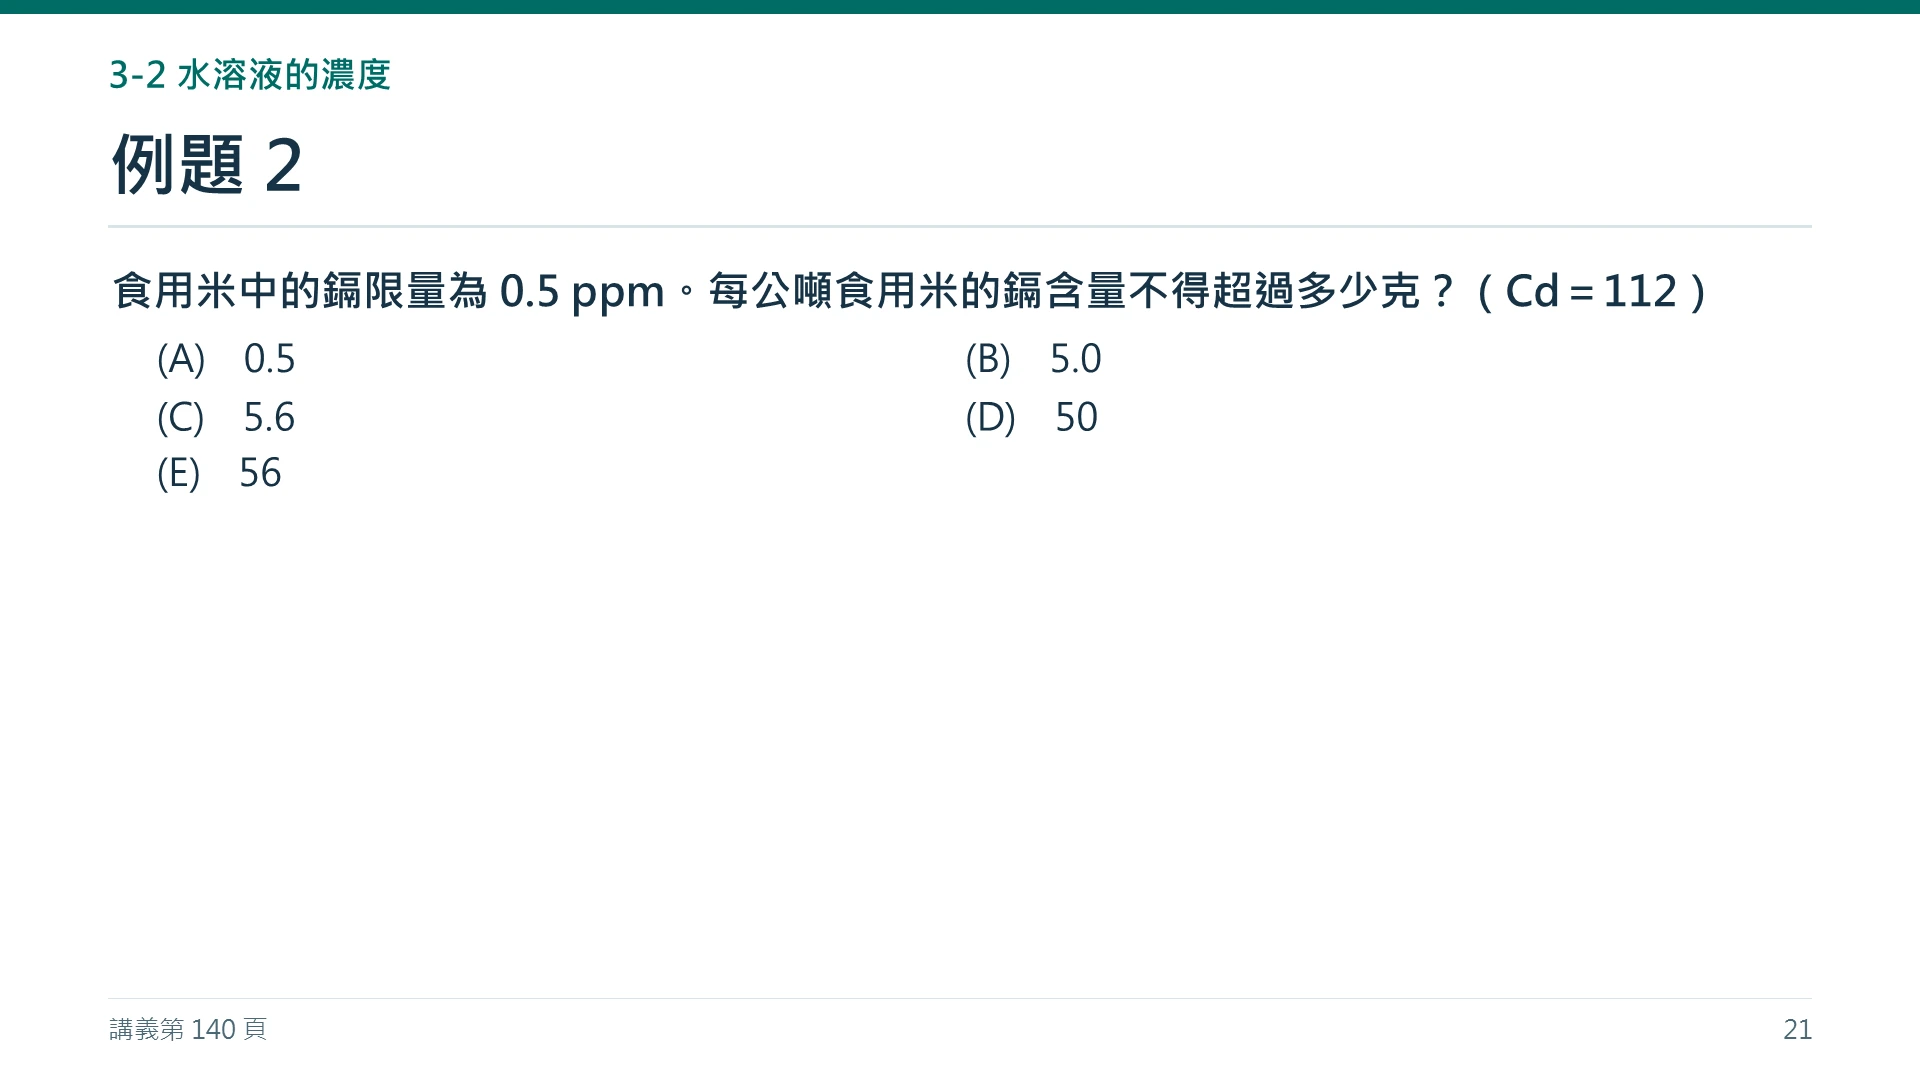 3-2 水溶液的濃度
例題 2
食用米中的鎘限量為 0.5 ppm。每公噸食用米的鎘含量不得超過多少克？（Cd = 112）
(A) 0.5 (B) 5.0
(C) 5.6 (D) 50
(E) 56
講義第 140 頁 21